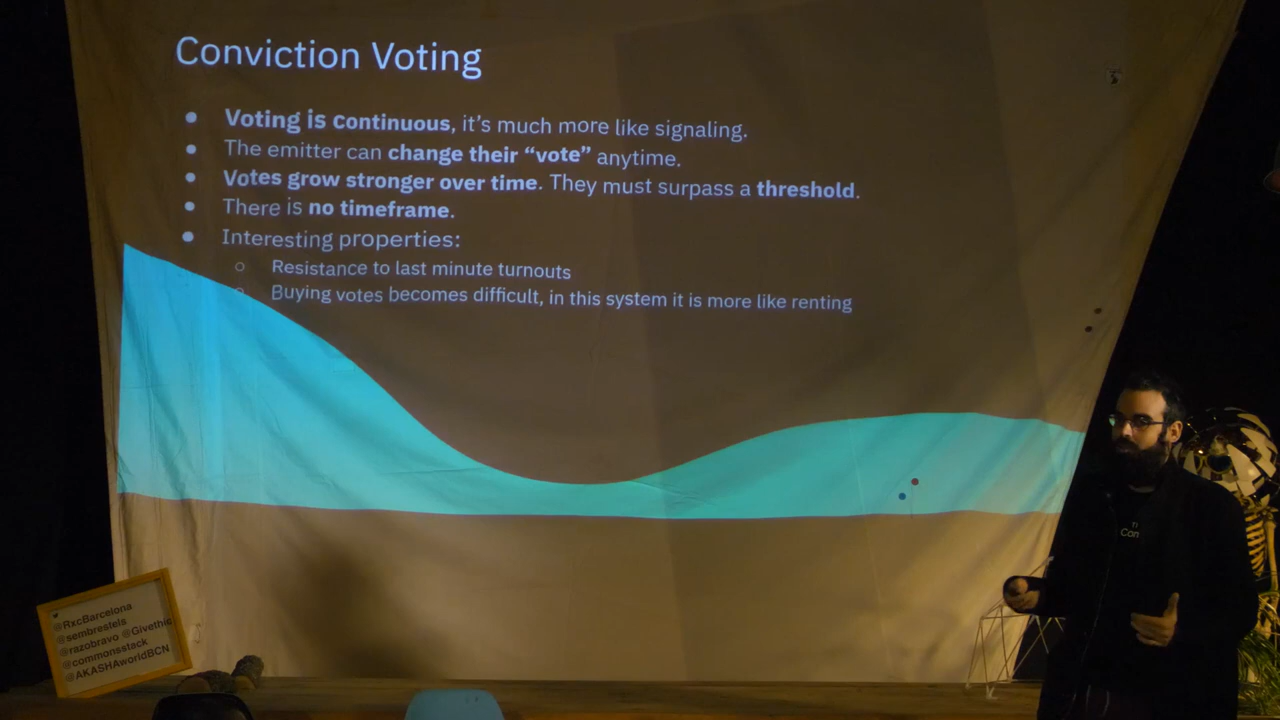 Conviction Voting
● Voting is continuous, it's much more like signaling.
● The emitter can change their “vote” anytime.
● Votes grow stronger over time. They must surpass a threshold.
● There is no timeframe.
● Interesting properties:
○ Resistance to last minute turnouts
○ Buying votes becomes difficult, in this system it is more like renting
@RxcBarcelona
@sembrestels
@razobravo @Givethio
@commonsstack
@AKASHAworldBCN
Con